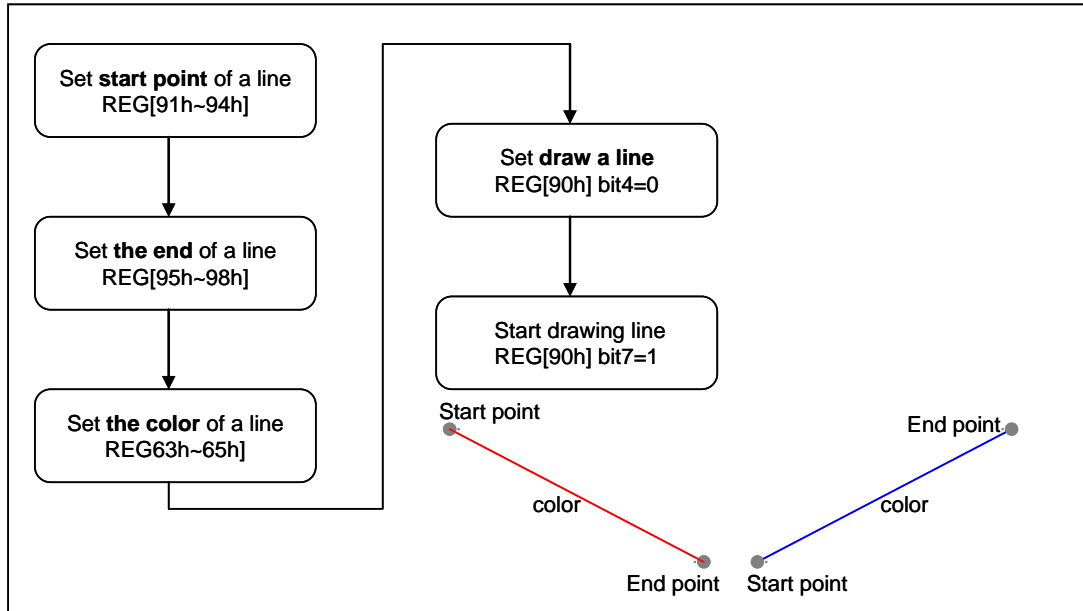 Set start point of a line
REG[91h~94h]
Set the end of a line
REG[95h~98h]
Set the color of a line
REG63h~65h]
Set draw a line
REG[90h] bit4=0
Start drawing line
REG[90h] bit7=1
Start point
color
End point
End point
color
Start point